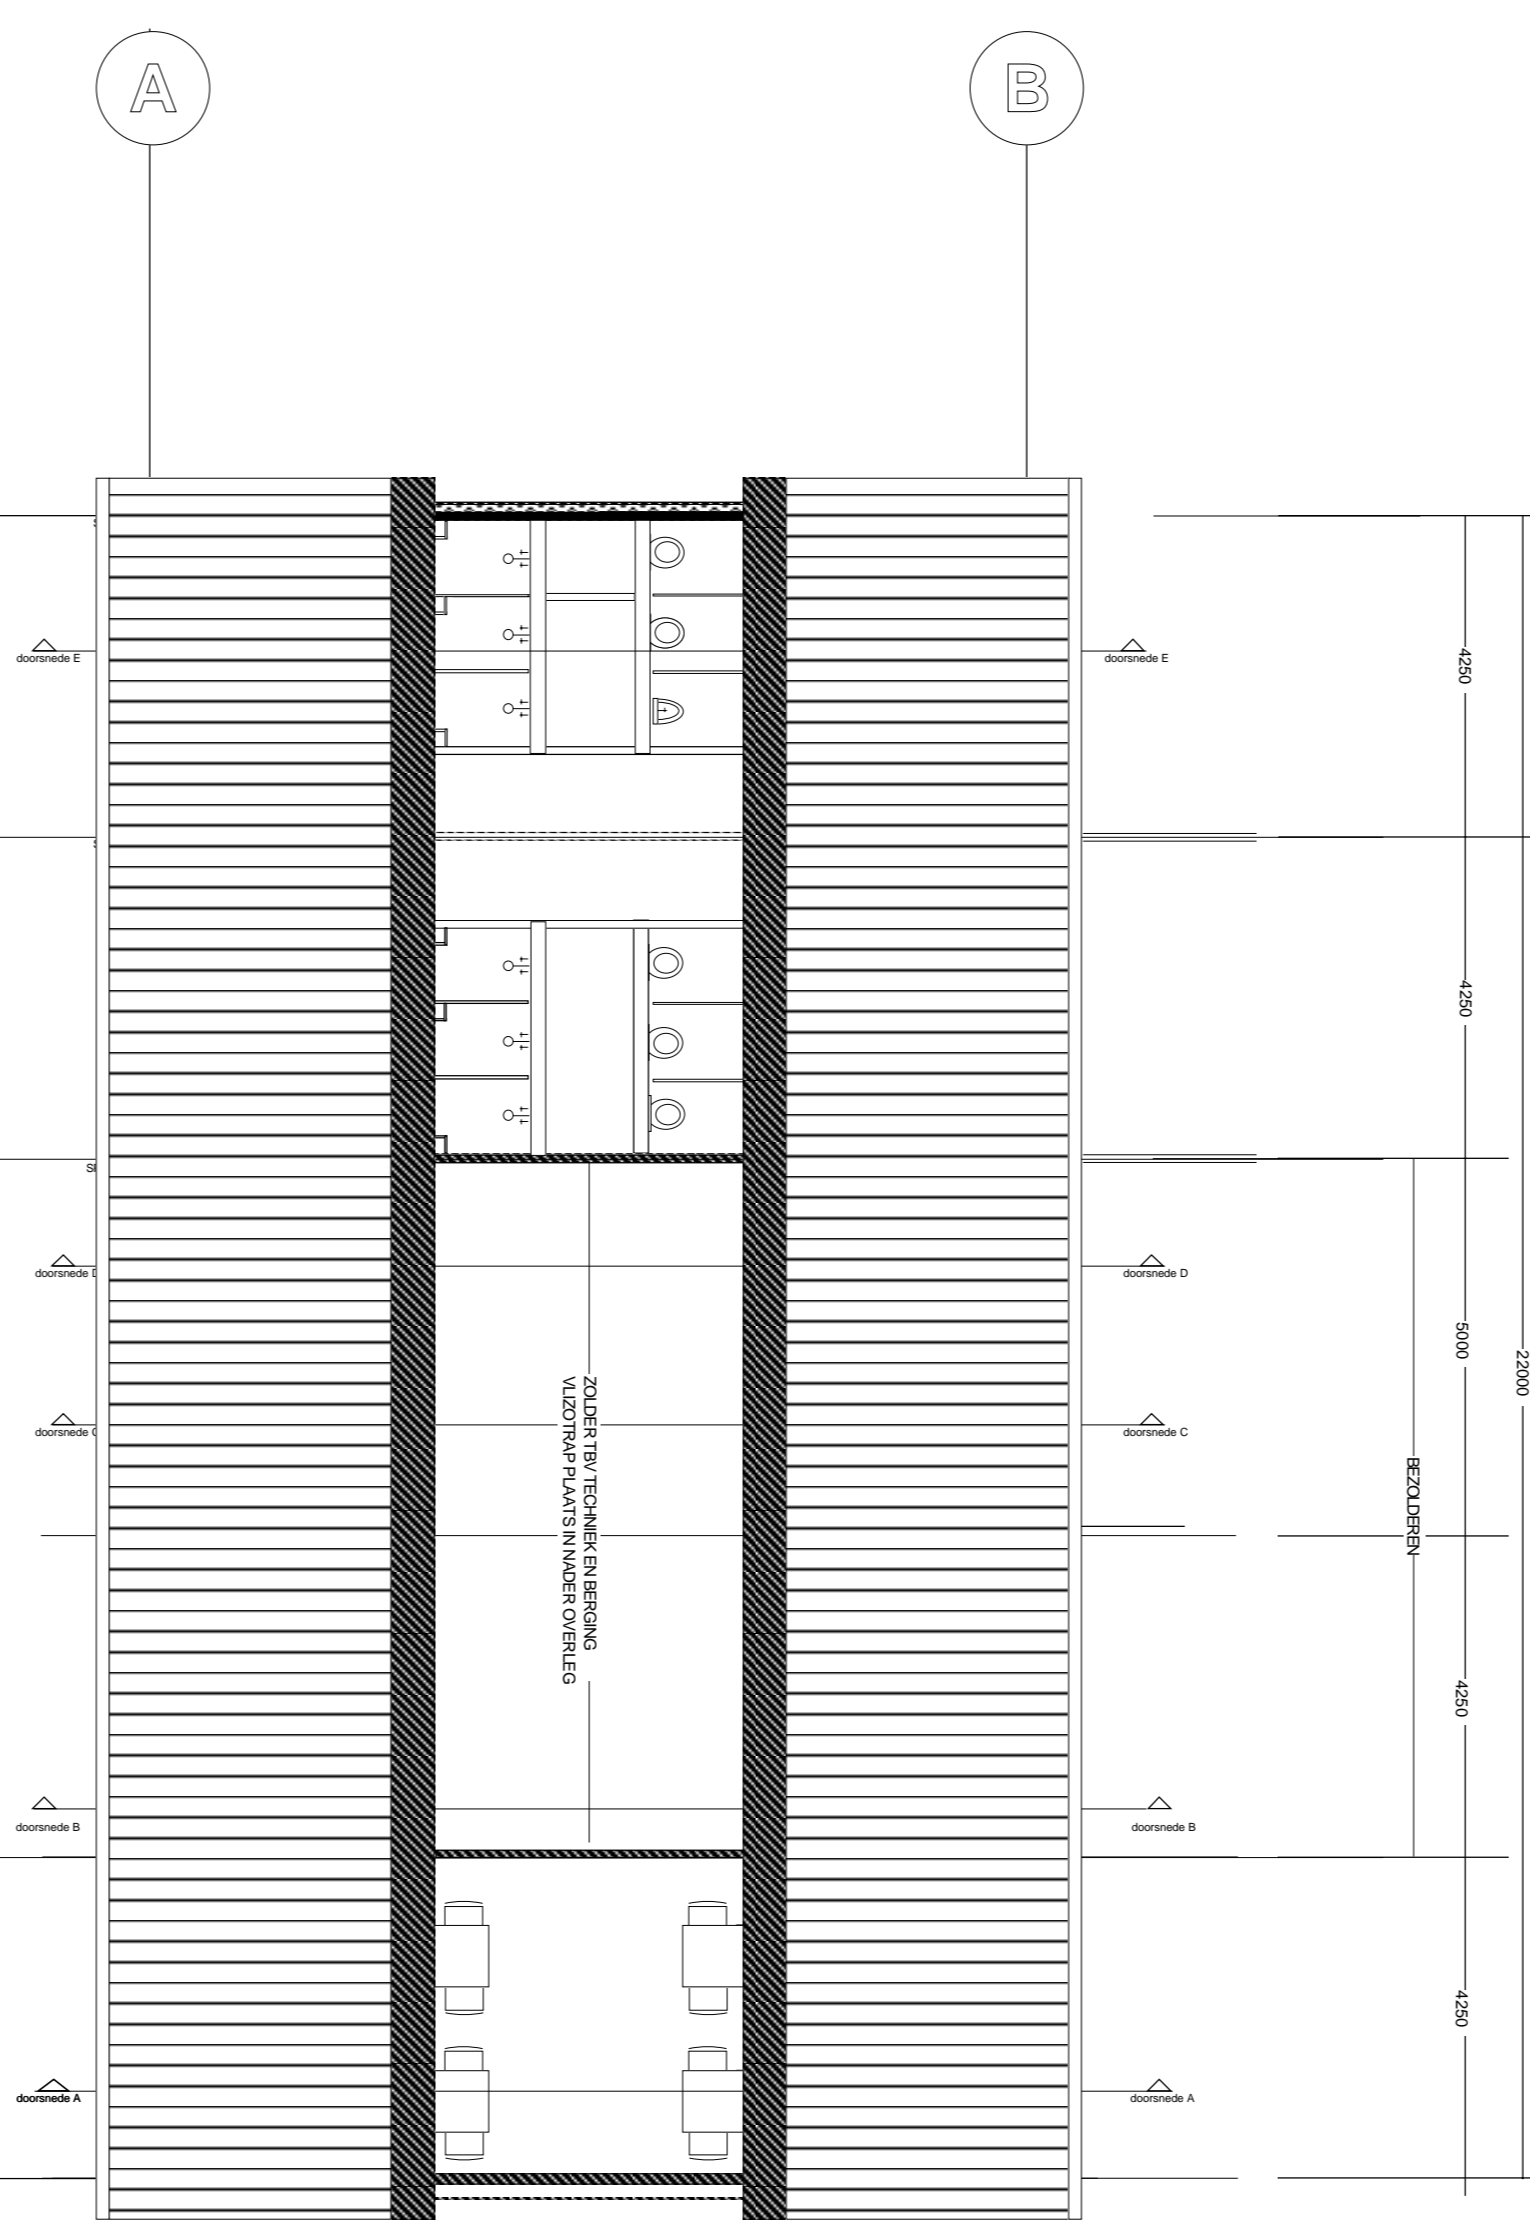 A
B
doorsnede E
doorsnede E
4250
4250
doorsnede D
doorsnede
5000
22000
ZOLDER TBV TECHNIEK EN BERGING
VLIZOTRAP PLAATS IN NADER OVERLEG
doorsnede
doorsnede C
BEZOLDEREN
4250
doorsnede B
doorsnede B
4250
doorsnede A
doorsnede A